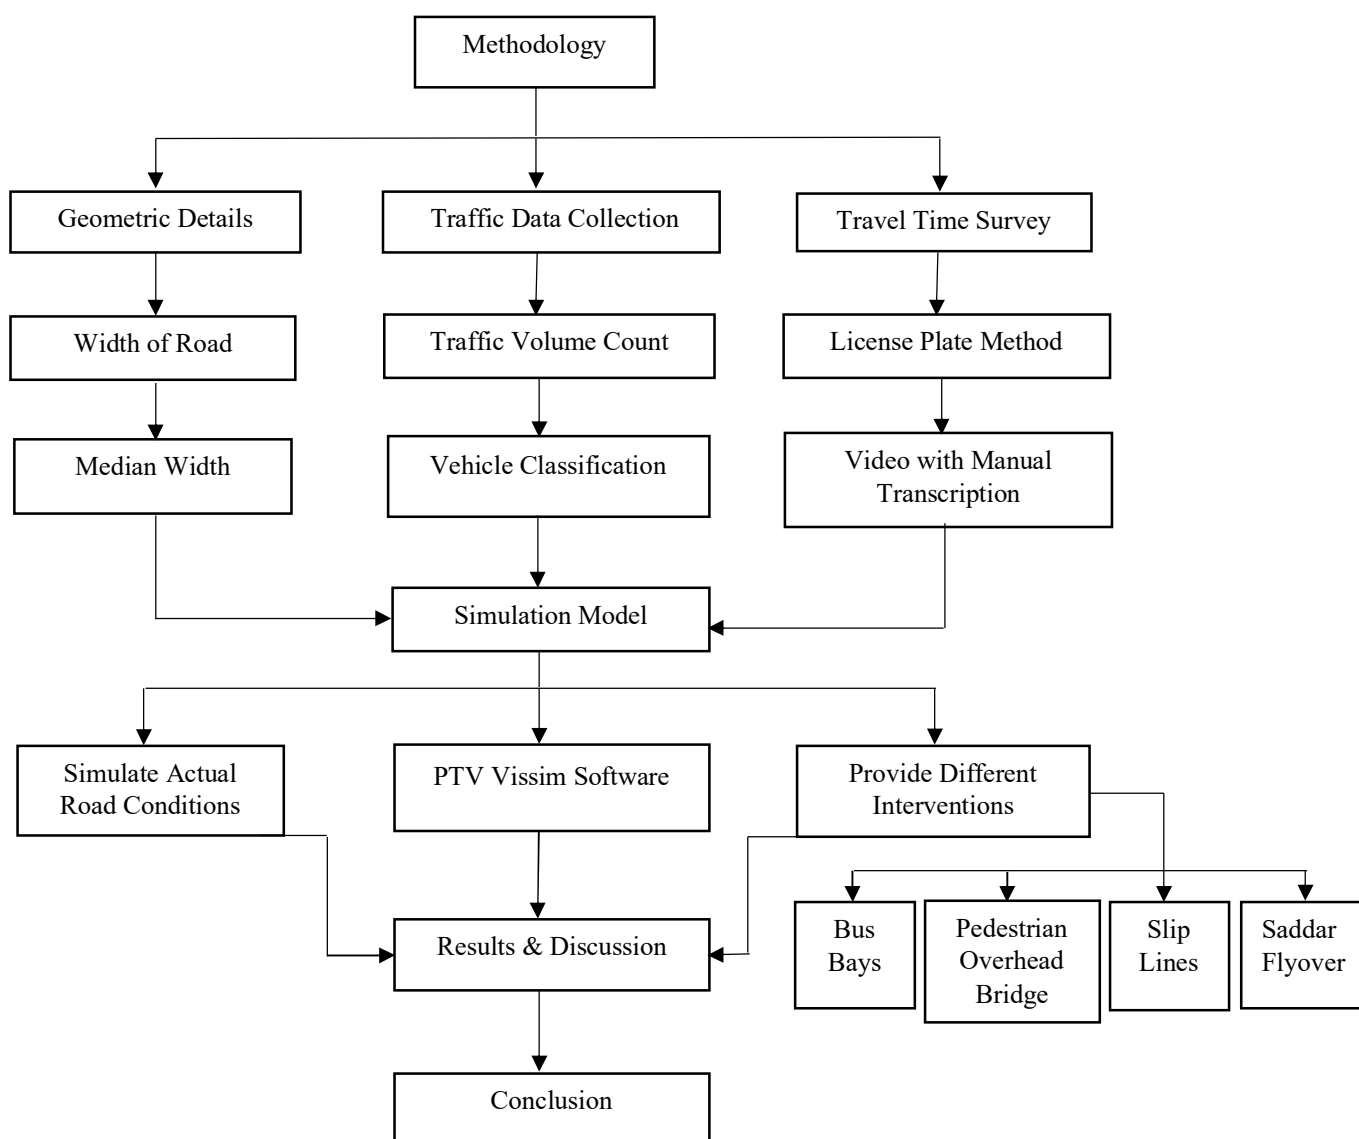 Methodology
Geometric Details
Traffic Data Collection
Travel Time Survey
Width of Road
Traffic Volume Count
License Plate Method
Median Width
Vehicle Classification
Video with Manual
Transcription
Simulation Model
Simulate Actual
Road Conditions
PTV Vissim Software
Provide Different
Interventions
Results & Discussion
Bus
Bays
Pedestrian
Overhead
Bridge
Slip
Lines
Saddar
Flyover
Conclusion